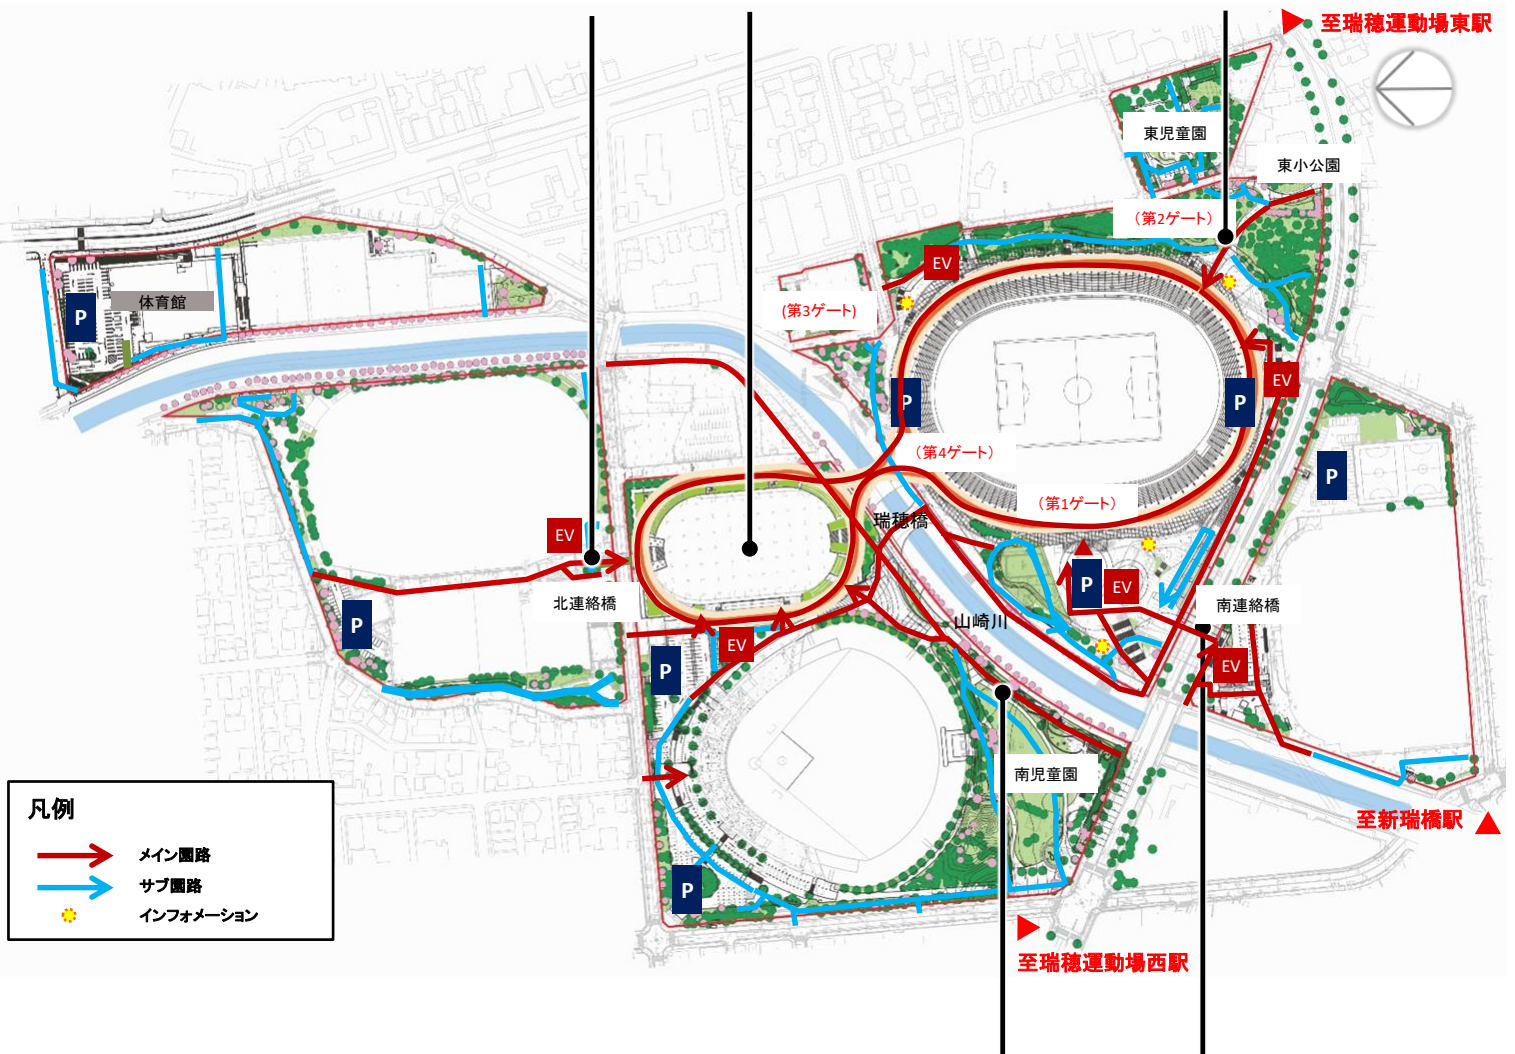 至瑞穂運動場東駅
東児童園
東小公園
(第2ゲート)
EV
(第3ゲート)
体育館
P
EV
P
P
(第4ゲート)
P
(第1ゲート)
瑞穂橋
EV
P
EV
北連絡橋
南連絡橋
山崎川
P
EV
P
EV
南児童園
凡例
至新瑞橋駅
メイン園路
サブ園路
P
インフォメーション
至瑞穂運動場西駅